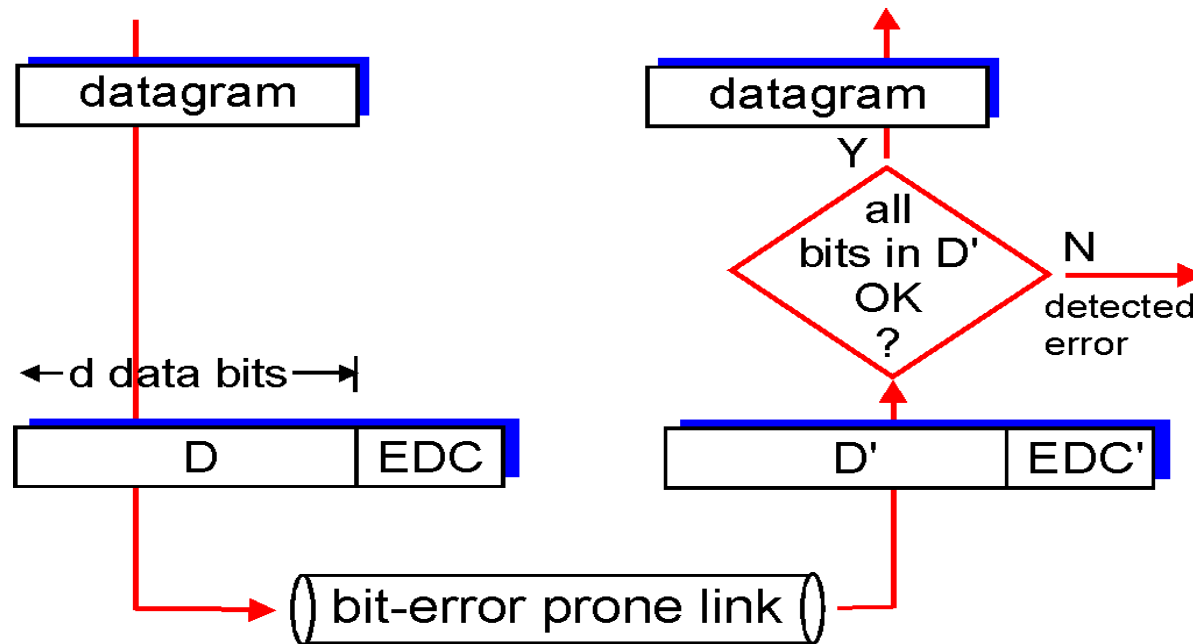 datagram
d data bits
D
EDC
bit-error prone link
datagram
Y
all
bits in D'
OK
?
N
detected
error
D'
EDC'